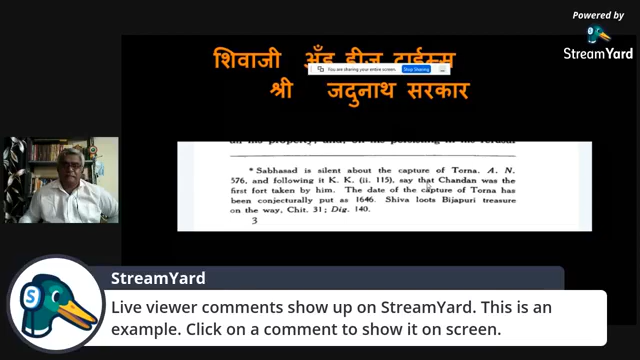 Powered by
StreamYard
शिवाजी अँड हीज टाईम्स
You are sharing your entire screen.
Stop Sharing
श्री जदुनाथ सरकार
* Sabhasad is silent about the capture of Torna. A. N.
576, and following it K. K. (ii. 115), say that Chandan was the
first fort taken by him. The date of the capture of Torna has
been conjecturally put as 1646. Shiva loots Bijapuri treasure
on the way, Chit. 31; Dig. 140.
3
StreamYard
Live viewer comments show up on StreamYard. This is an
example. Click on a comment to show it on screen.